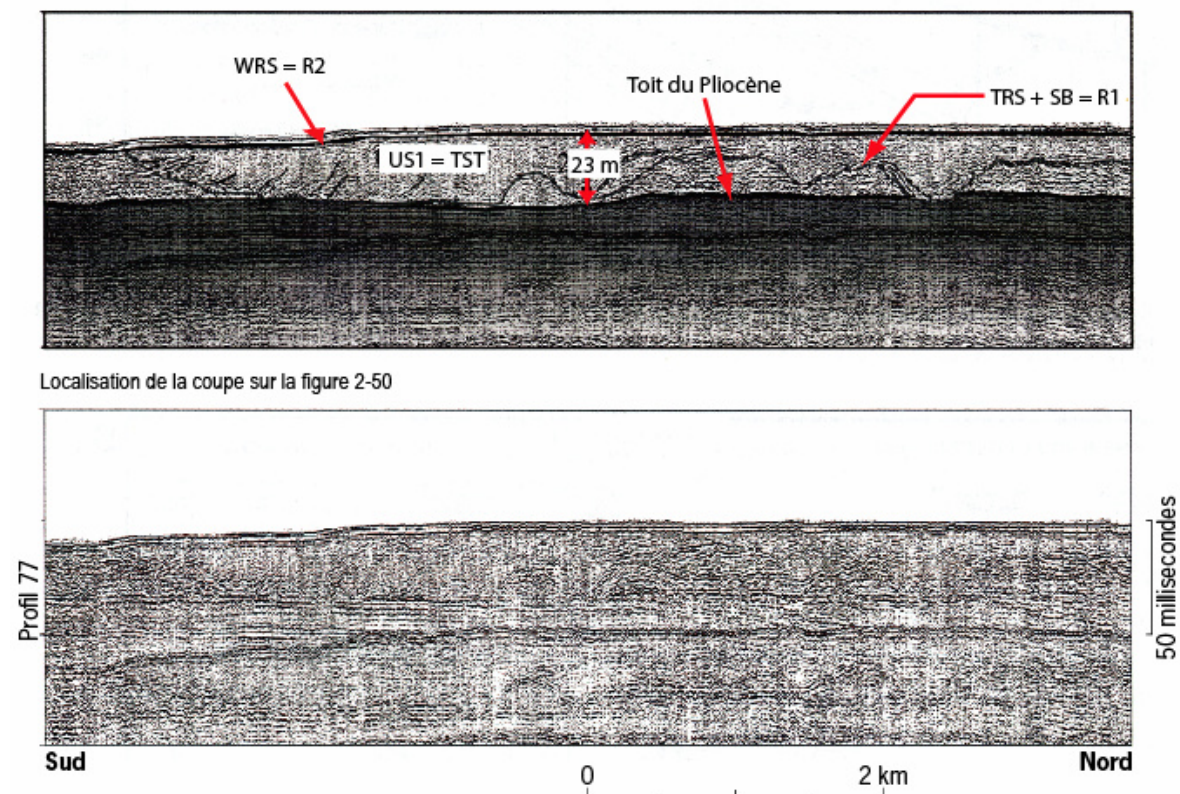 WRS = R2
Toit du Pliocène
TRS + SB = R1
US1 = TST
23 m
Localisation de la coupe sur la figure 2-50
Profil 77
50 millisecondes
Sud
Nord
0
2 km